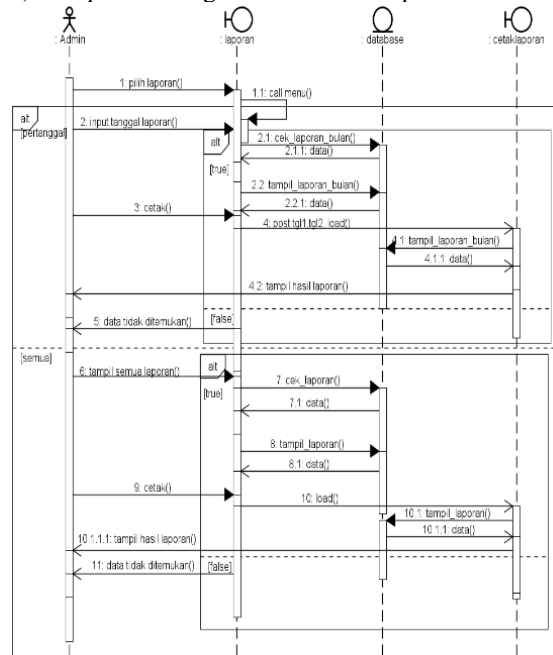 : Admin
: laporan
: database
: cetaklaporan
1: pilih laporan()
1.1: call menu()
alt
[pertanggal]
2: input tanggal laporan()
alt
2.1: cek_laporan_bulan()
2.1.1: data()
[true]
2.2 tampil_laporan_bulan()
2.2.1: data()
3: cetak()
4: post tgl1,tgl2_load()
4.1 tampil_laporan_bulan()
4.1.1: data()
4.2: tampil hasil laporan()
[false]
5: data tidak ditemukan()
[semua]
6: tampil semua laporan()
alt
[true]
7: cek_laporan()
7.1: data()
8: tampil_laporan()
8.1: data()
9: cetak()
10: load()
10.1: tampil_laporan()
10.1.1: data()
10.1.1.1: tampil hasil laporan()
11: data tidak ditemukan()
[false]